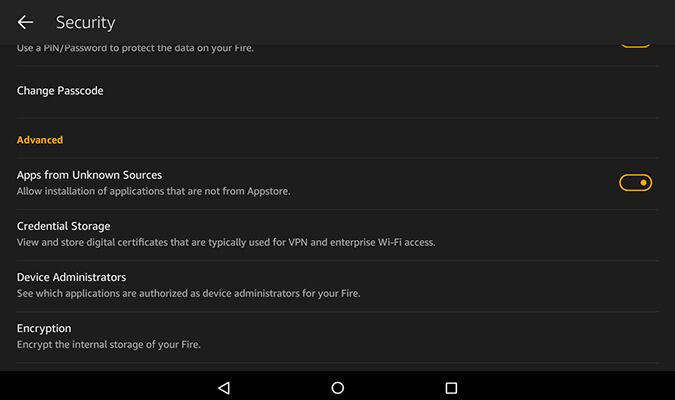 Security
Use a PIN/Password to protect the data on your Fire.
Change Passcode
Advanced
Apps from Unknown Sources
Allow installation of applications that are not from Appstore.
Credential Storage
View and store digital certificates that are typically used for VPN and enterprise Wi-Fi access.
Device Administrators
See which applications are authorized as device administrators for your Fire.
Encryption
Encrypt the internal storage of your Fire.